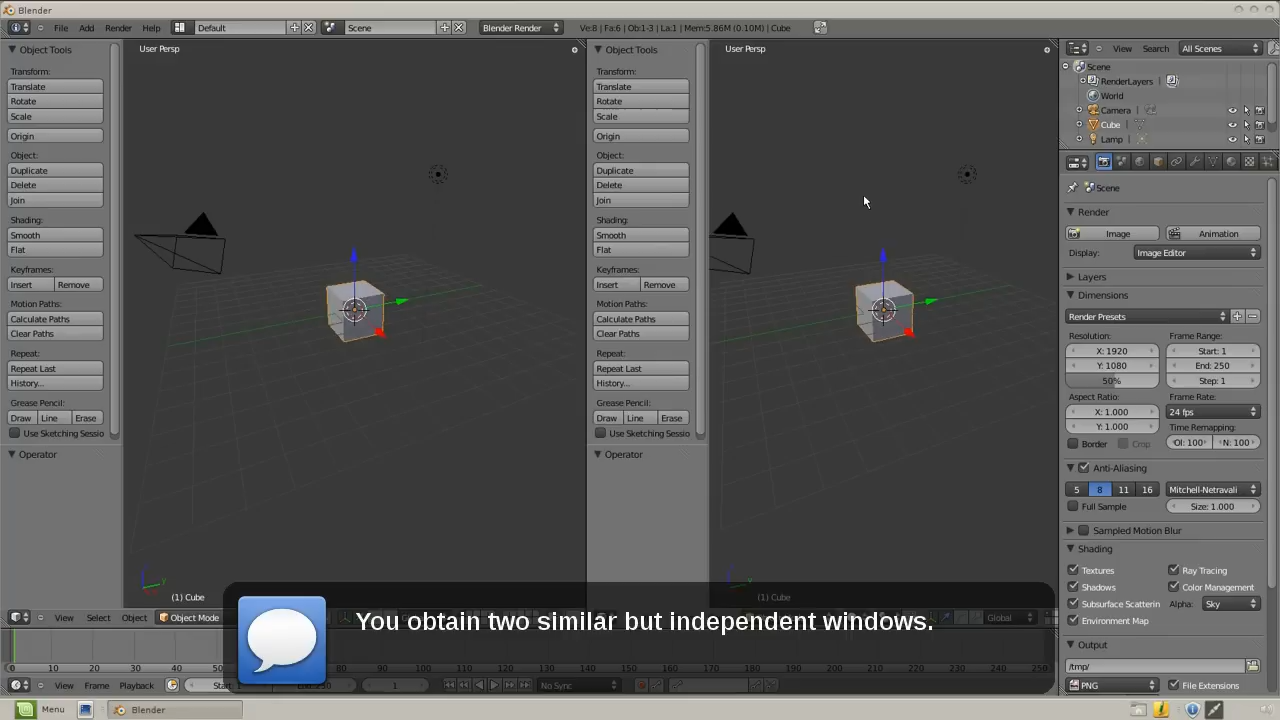 Blender
File Add Render Help Default Scene Blender Render Ve:8 | Fa:6 | Ob:1-3 | La:1 | Mem:5.86M (0.10M) | Cube
Object Tools
Transform:
Translate
Rotate
Scale
Origin
Object:
Duplicate
Delete
Join
Shading:
Smooth
Flat
Keyframes:
Insert Remove
Motion Paths:
Calculate Paths
Clear Paths
Repeat:
Repeat Last
History...
Grease Pencil:
Draw Line Erase
Use Sketching Sessio
Operator
User Persp
(1) Cube
Object Tools
Transform:
Translate
Rotate
Scale
Origin
Object:
Duplicate
Delete
Join
Shading:
Smooth
Flat
Keyframes:
Insert Remove
Motion Paths:
Calculate Paths
Clear Paths
Repeat:
Repeat Last
History...
Grease Pencil:
Draw Line Erase
Use Sketching Sessio
Operator
User Persp
(1) Cube
View Search All Scenes
Scene
RenderLayers
World
Camera
Cube
Lamp
Scene
Render
Image Animation
Display: Image Editor
Layers
Dimensions
Render Presets
Resolution: Frame Range:
X: 1920 Start: 1
Y: 1080 End: 250
50% Step: 1
Aspect Ratio: Frame Rate:
X: 1.000 24 fps
Y: 1.000 Time Remapping:
Border Crop Ol: 100 N: 100
Anti-Aliasing
5 8 11 16 Mitchell-Netravali
Full Sample Size: 1.000
Sampled Motion Blur
Shading
Textures Ray Tracing
Shadows Color Management
Subsurface Scatterin Alpha: Sky
Environment Map
Output
/tmp/
PNG File Extensions
View Select Object Object Mode Global
You obtain two similar but independent windows.
0 10 20 30 40 80 90 100 110 120 130 140 150 160 170 180 190 200 210 220 230 240 250
View Frame Playback Start: 1 End: 250 1 No Sync
Menu Blender